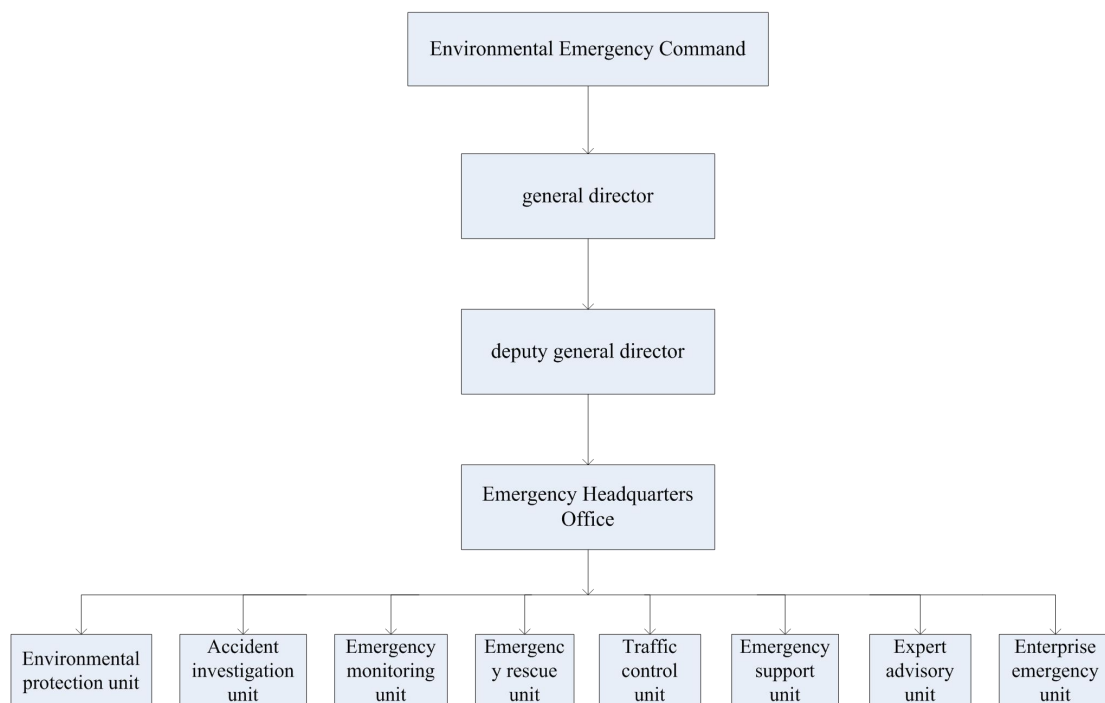 Environmental Emergency Command
general director
deputy general director
Emergency Headquarters
Office
Environmental
protection unit
Accident
investigation
unit
Emergency
monitoring
unit
Emergenc
y rescue
unit
Traffic
control
unit
Emergency
support
unit
Expert
advisory
unit
Enterprise
emergency
unit